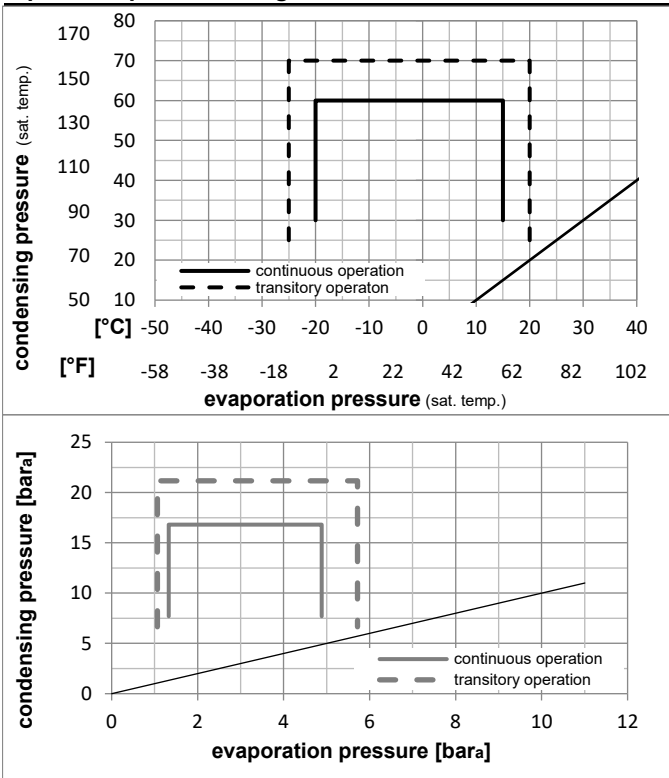 170 80
150 70
60
130
50
110
40
90
30
70
20
50 10
condensing pressure (sat. temp.)
continuous operation
transitory operaton
[°C] -50 -40 -30 -20 -10 0 10 20 30 40
[°F] -58 -38 -18 2 22 42 62 82 102
evaporation pressure (sat. temp.)
condensing pressure [bara]
25
20
15
10
5
0
continuous operation
transitory operation
0 2 4 6 8 10 12
evaporation pressure [bara]